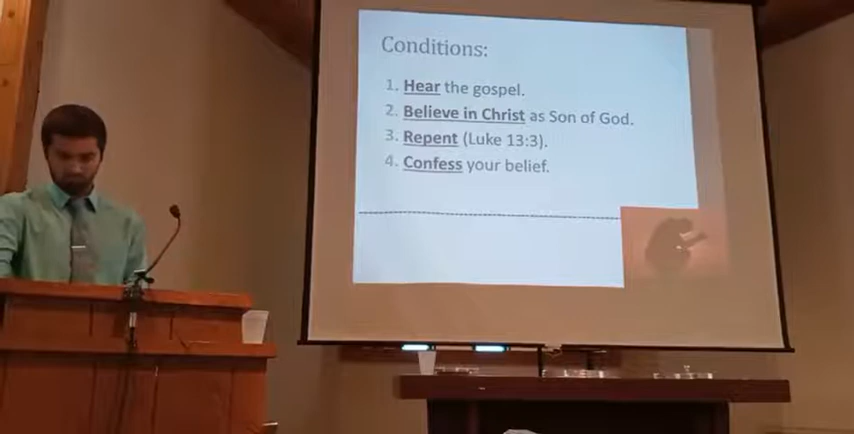 Conditions:
1. Hear the gospel.
2. Believe in Christ as Son of God.
3. Repent (Luke 13:3).
4. Confess your belief.